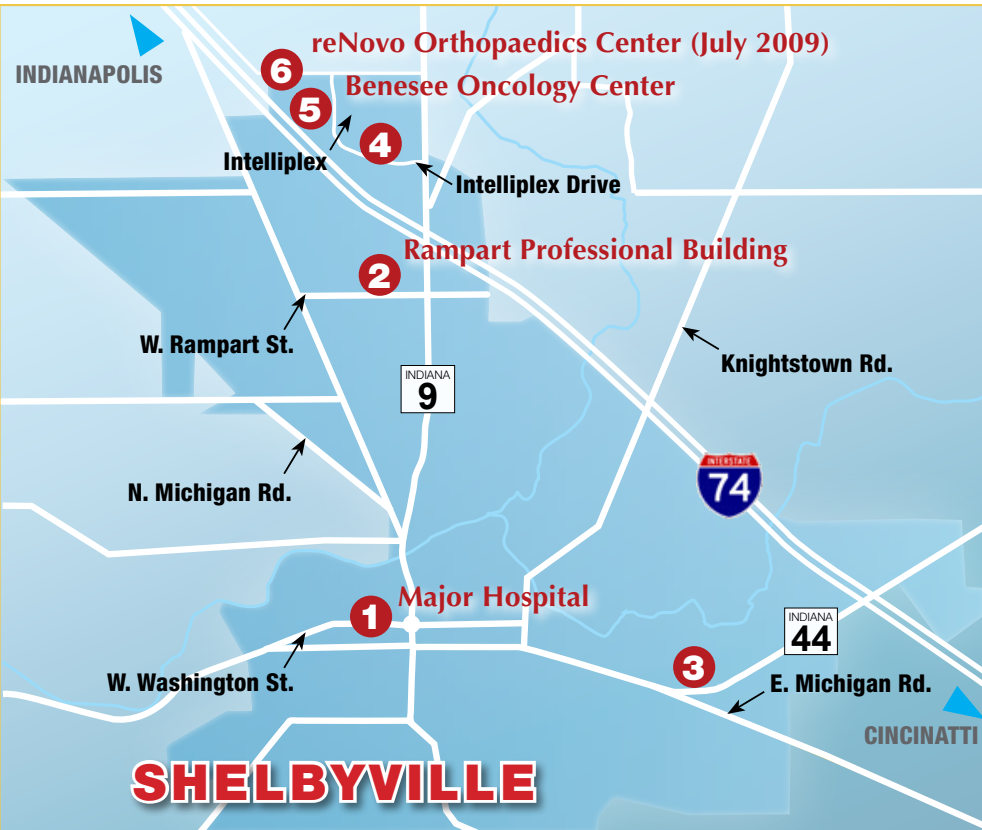 reNovo Orthopaedics Center (July 2009)
INDIANAPOLIS
6
Benesee Oncology Center
5
4
Intelliplex
Intelliplex Drive
Rampart Professional Building
2
W. Rampart St.
Knightstown Rd.
INDIANA
9
INTERSTATE
74
N. Michigan Rd.
Major Hospital
1
INDIANA
44
3
W. Washington St.
E. Michigan Rd.
CINCINATTI
SHELBYVILLE